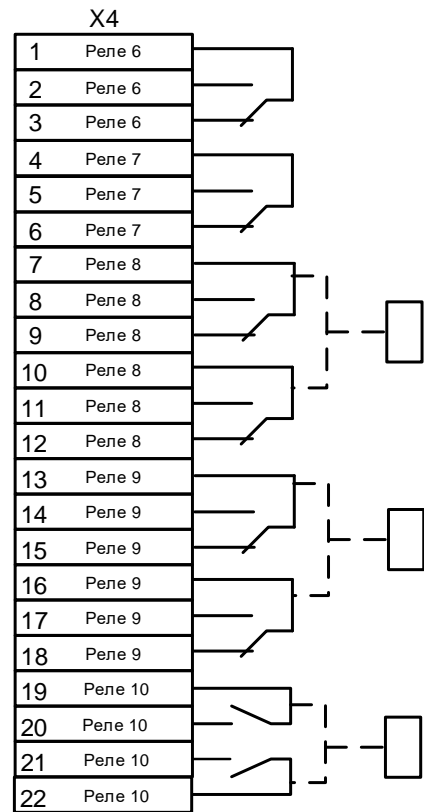 X4
1 Реле 6
2 Реле 6
3 Реле 6
4 Реле 7
5 Реле 7
6 Реле 7
7 Реле 8
8 Реле 8
9 Реле 8
10 Реле 8
11 Реле 8
12 Реле 8
13 Реле 9
14 Реле 9
15 Реле 9
16 Реле 9
17 Реле 9
18 Реле 9
19 Реле 10
20 Реле 10
21 Реле 10
22 Реле 10